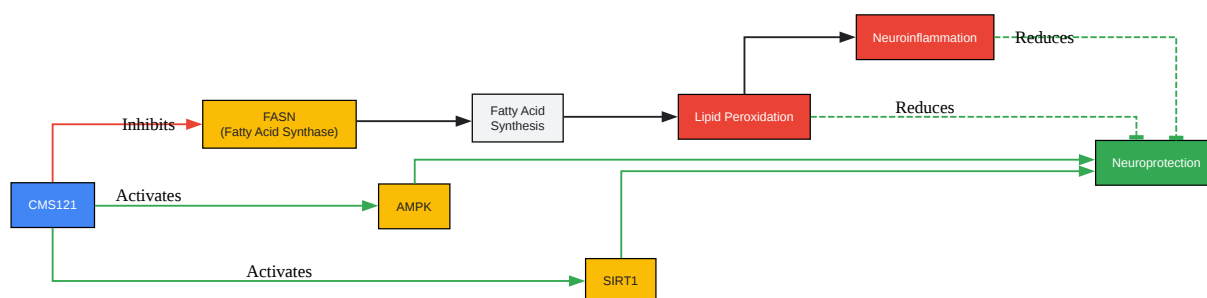 Neuroinflammation
Reduces
FASN
(Fatty Acid Synthase)
Inhibits
Fatty Acid
Synthesis
Lipid Peroxidation
Reduces
Neuroprotection
CMS121
Activates
AMPK
Activates
SIRT1